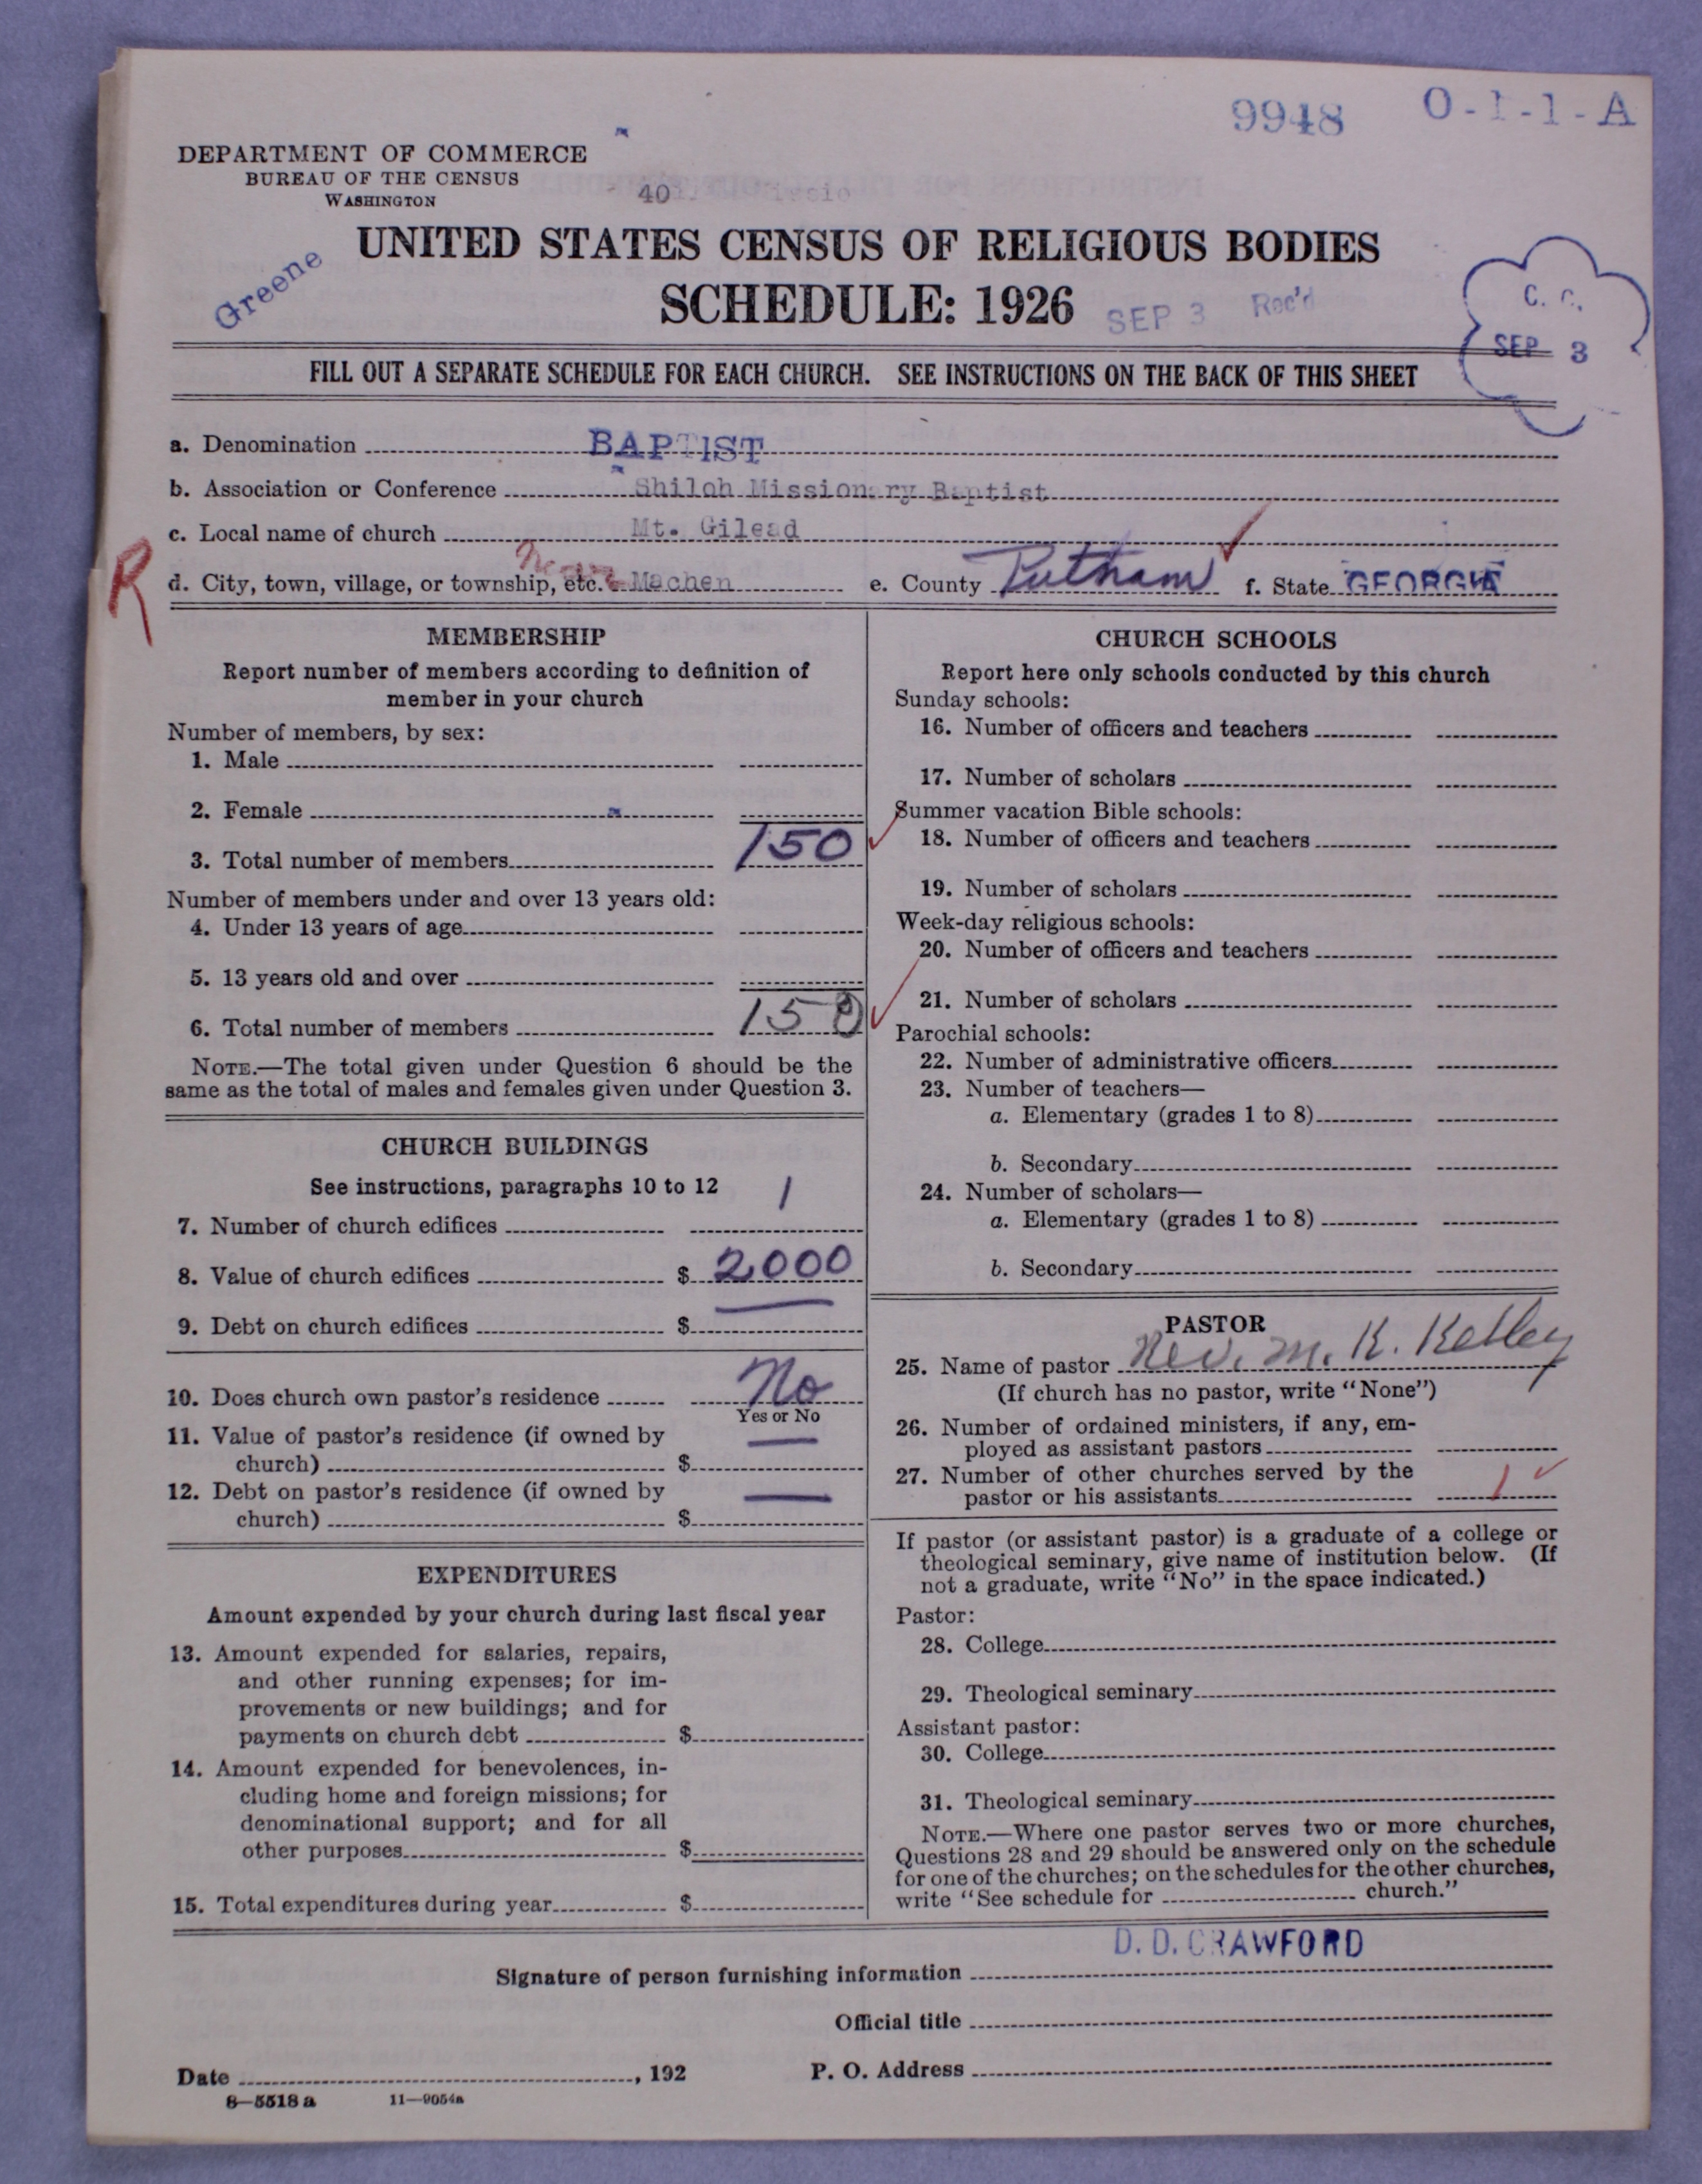 9948 O-1-1-A
DEPARTMENT OF COMMERCE
BUREAU OF THE CENSUS
WASHINGTON
40
UNITED STATES CENSUS OF RELIGIOUS BODIES
Greene
SCHEDULE: 1926
SEP 3 Rec'd
C. C.
SEP 3
FILL OUT A SEPARATE SCHEDULE FOR EACH CHURCH. SEE INSTRUCTIONS ON THE BACK OF THIS SHEET
a. Denomination BAPTIST
b. Association or Conference Shiloh Missionary Baptist
c. Local name of church Mt. Gilead
R
d. City, town, village, or township, etc. Near Machen e. County Putnam f. State GEORGIA
MEMBERSHIP
Report number of members according to definition of
member in your church
Number of members, by sex:
1. Male
2. Female
3. Total number of members 150
Number of members under and over 13 years old:
4. Under 13 years of age
5. 13 years old and over
6. Total number of members 150
NOTE.—The total given under Question 6 should be the
same as the total of males and females given under Question 3.
CHURCH BUILDINGS
See instructions, paragraphs 10 to 12
7. Number of church edifices 1
8. Value of church edifices $ 2000
9. Debt on church edifices $ —
10. Does church own pastor's residence No
Yes or No
11. Value of pastor's residence (if owned by
church) $ —
12. Debt on pastor's residence (if owned by
church) $ —
EXPENDITURES
Amount expended by your church during last fiscal year
13. Amount expended for salaries, repairs,
and other running expenses; for im-
provements or new buildings; and for
payments on church debt $
14. Amount expended for benevolences, in-
cluding home and foreign missions; for
denominational support; and for all
other purposes $
15. Total expenditures during year $
CHURCH SCHOOLS
Report here only schools conducted by this church
Sunday schools:
16. Number of officers and teachers
17. Number of scholars
Summer vacation Bible schools:
18. Number of officers and teachers
19. Number of scholars
Week-day religious schools:
20. Number of officers and teachers
21. Number of scholars
Parochial schools:
22. Number of administrative officers
23. Number of teachers—
a. Elementary (grades 1 to 8)
b. Secondary
24. Number of scholars—
a. Elementary (grades 1 to 8)
b. Secondary
PASTOR
25. Name of pastor Rev. M. K. Kelley
(If church has no pastor, write "None")
26. Number of ordained ministers, if any, em-
ployed as assistant pastors
27. Number of other churches served by the
pastor or his assistants 1
If pastor (or assistant pastor) is a graduate of a college or
theological seminary, give name of institution below. (If
not a graduate, write "No" in the space indicated.)
Pastor:
28. College
29. Theological seminary
Assistant pastor:
30. College
31. Theological seminary
NOTE.—Where one pastor serves two or more churches,
Questions 28 and 29 should be answered only on the schedule
for one of the churches; on the schedules for the other churches,
write "See schedule for church."
D. D. CRAWFORD
Signature of person furnishing information
Official title
Date , 192 P. O. Address
8—5518 a 11—9054a